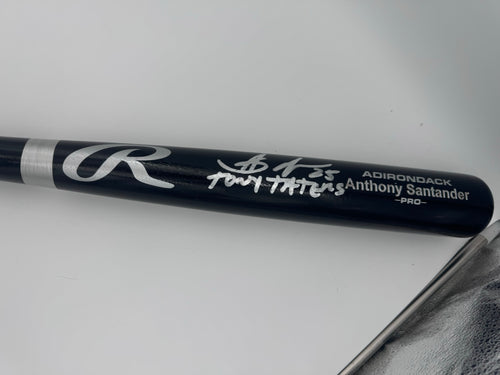 R
25
TONY TATERS
ADIRONDACK
Anthony Santander
-PRO-